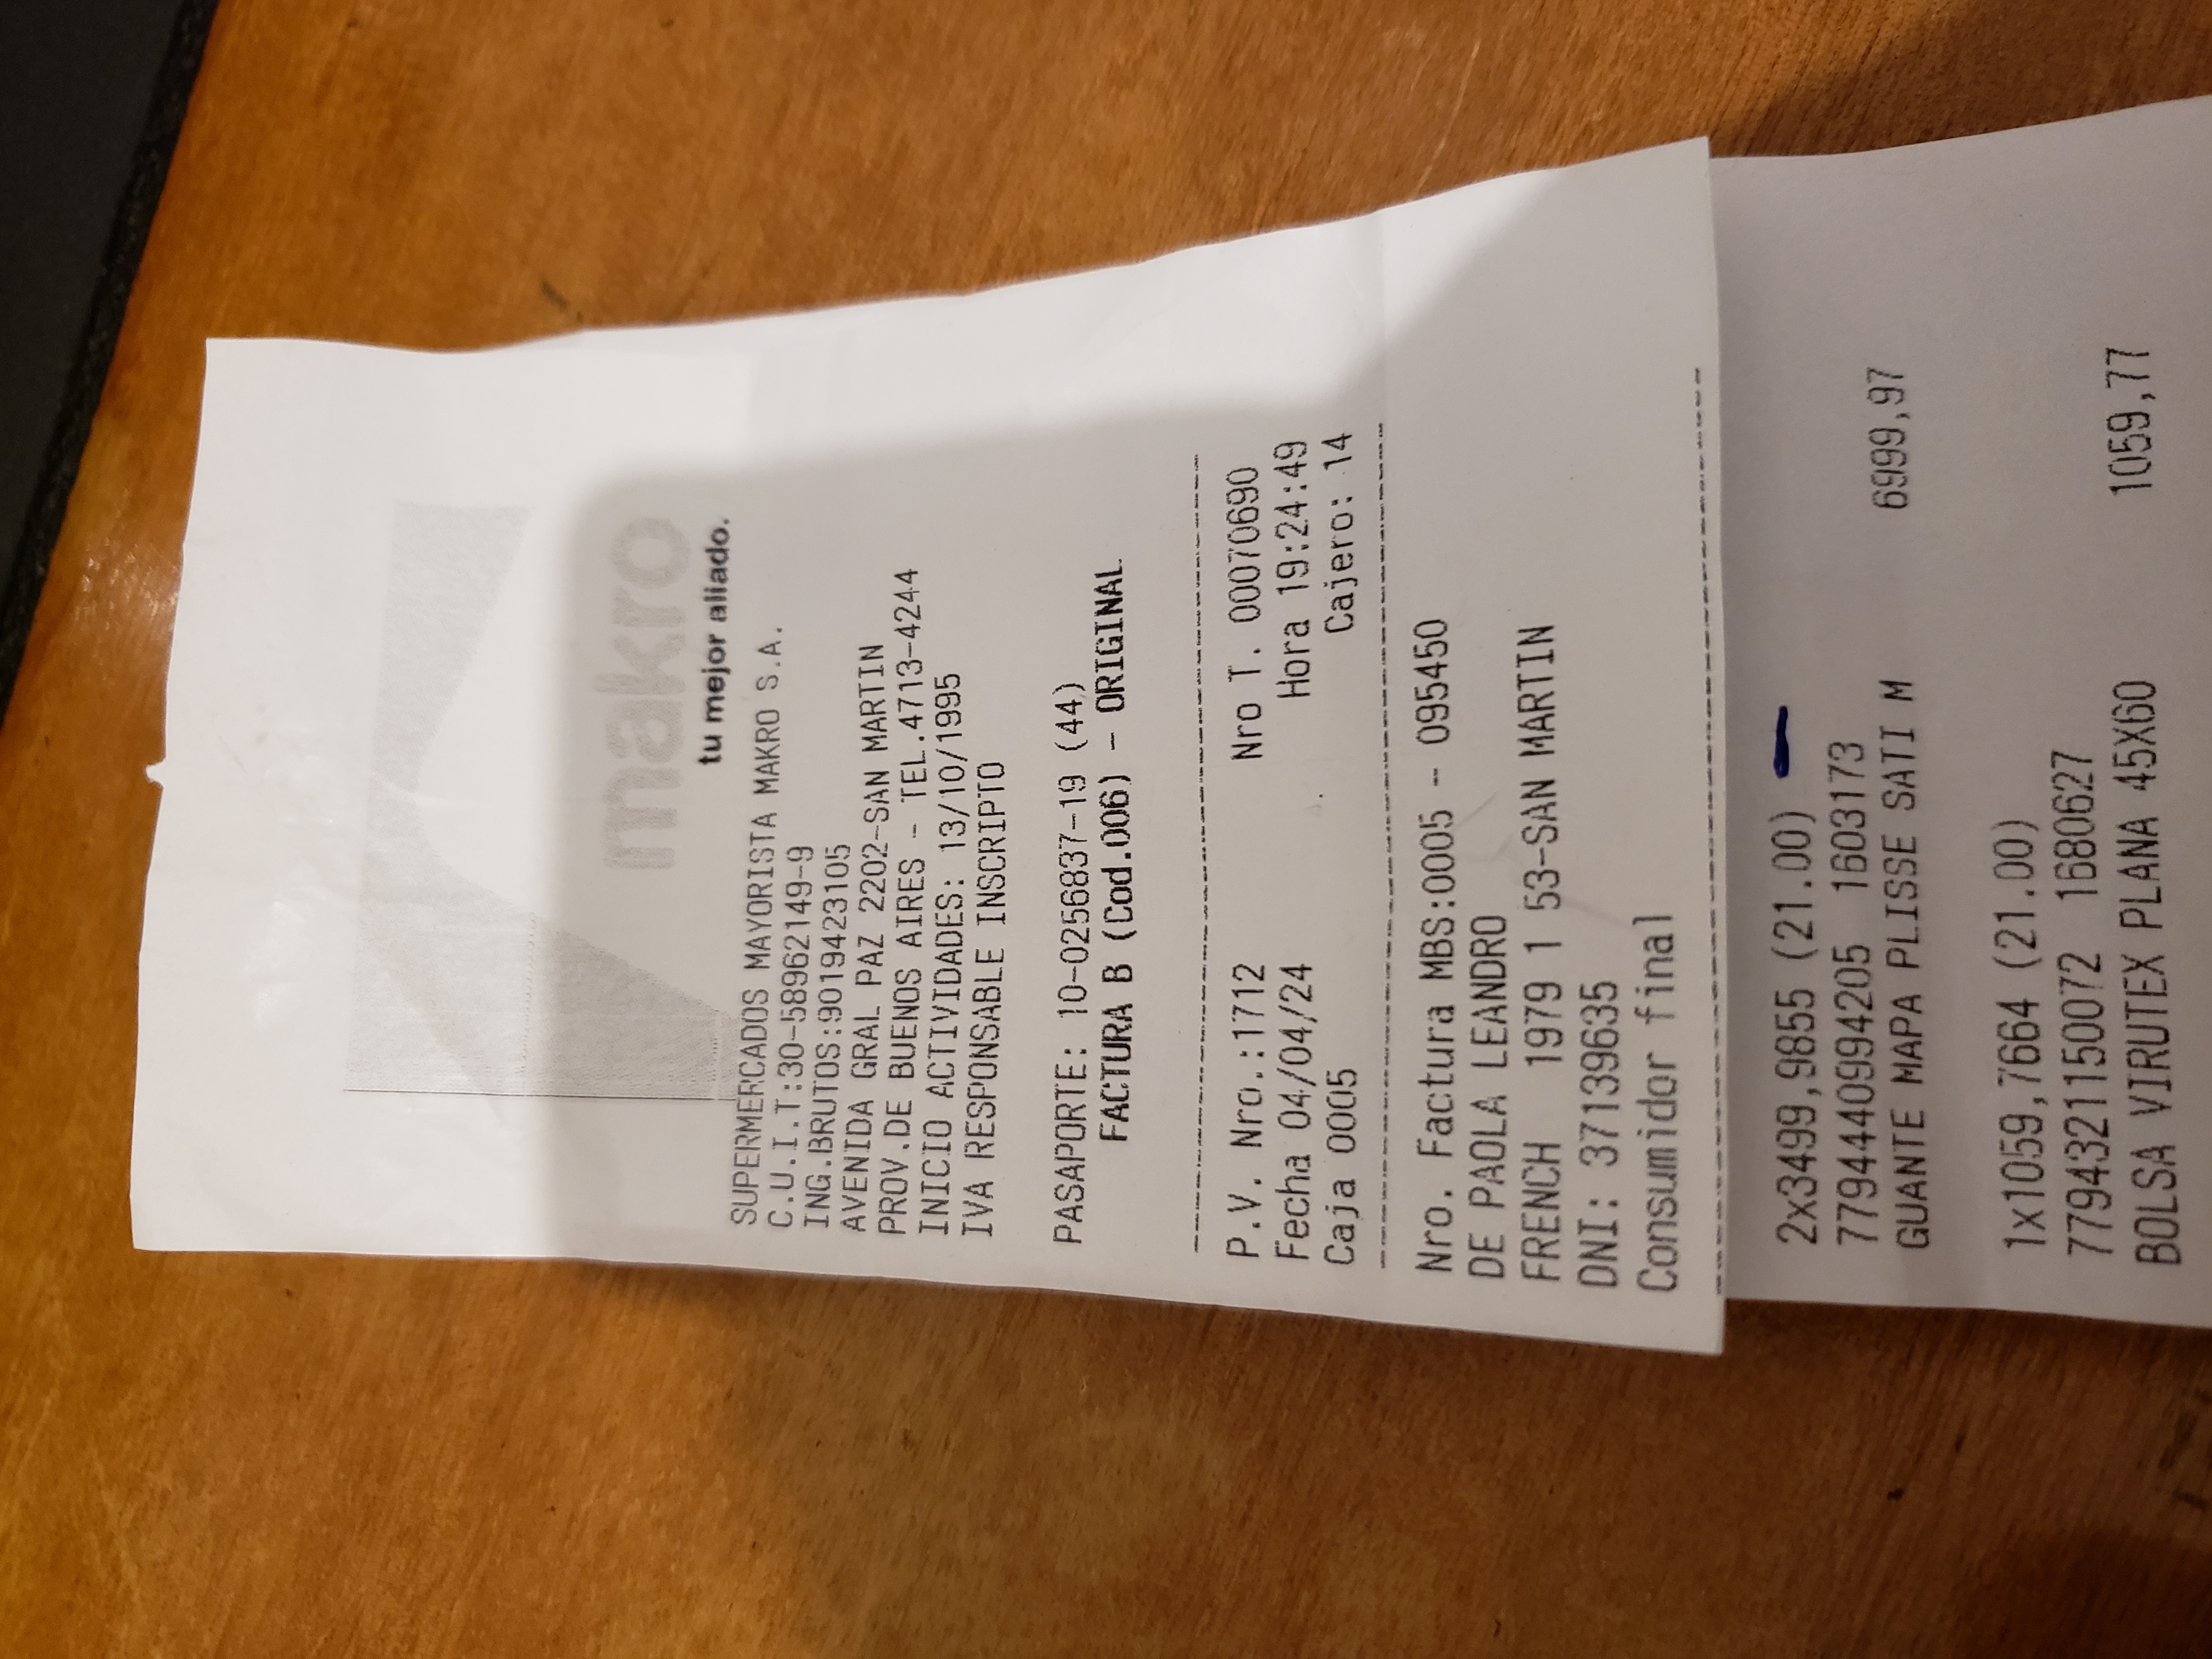 makro
tu mejor aliado.
SUPERMERCADOS MAYORISTA MAKRO S.A.
C.U.I.T:30-58962149-9
ING.BRUTOS:9019423105
AVENIDA GRAL PAZ 2202-SAN MARTIN
PROV.DE BUENOS AIRES - TEL.4713-4244
INICIO ACTIVIDADES: 13/10/1995
IVA RESPONSABLE INSCRIPTO
PASAPORTE: 10-0256837-19 (44)
FACTURA B (Cod.006) - ORIGINAL
P.V. Nro.:1712 Nro T. 00070690
Fecha 04/04/24 Hora 19:24:49
Caja 0005 Cajero: 14
Nro. Factura MBS:0005 - 095450
DE PAOLA LEANDRO
FRENCH 1979 1 53-SAN MARTIN
DNI: 37139635
Consumidor final
2x3499,9855 (21.00)
7794440994205 1603173
GUANTE MAPA PLISSE SATI M 6999,97
1x1059,7664 (21.00)
7794321150072 1680627
BOLSA VIRUTEX PLANA 45X60 1059,77